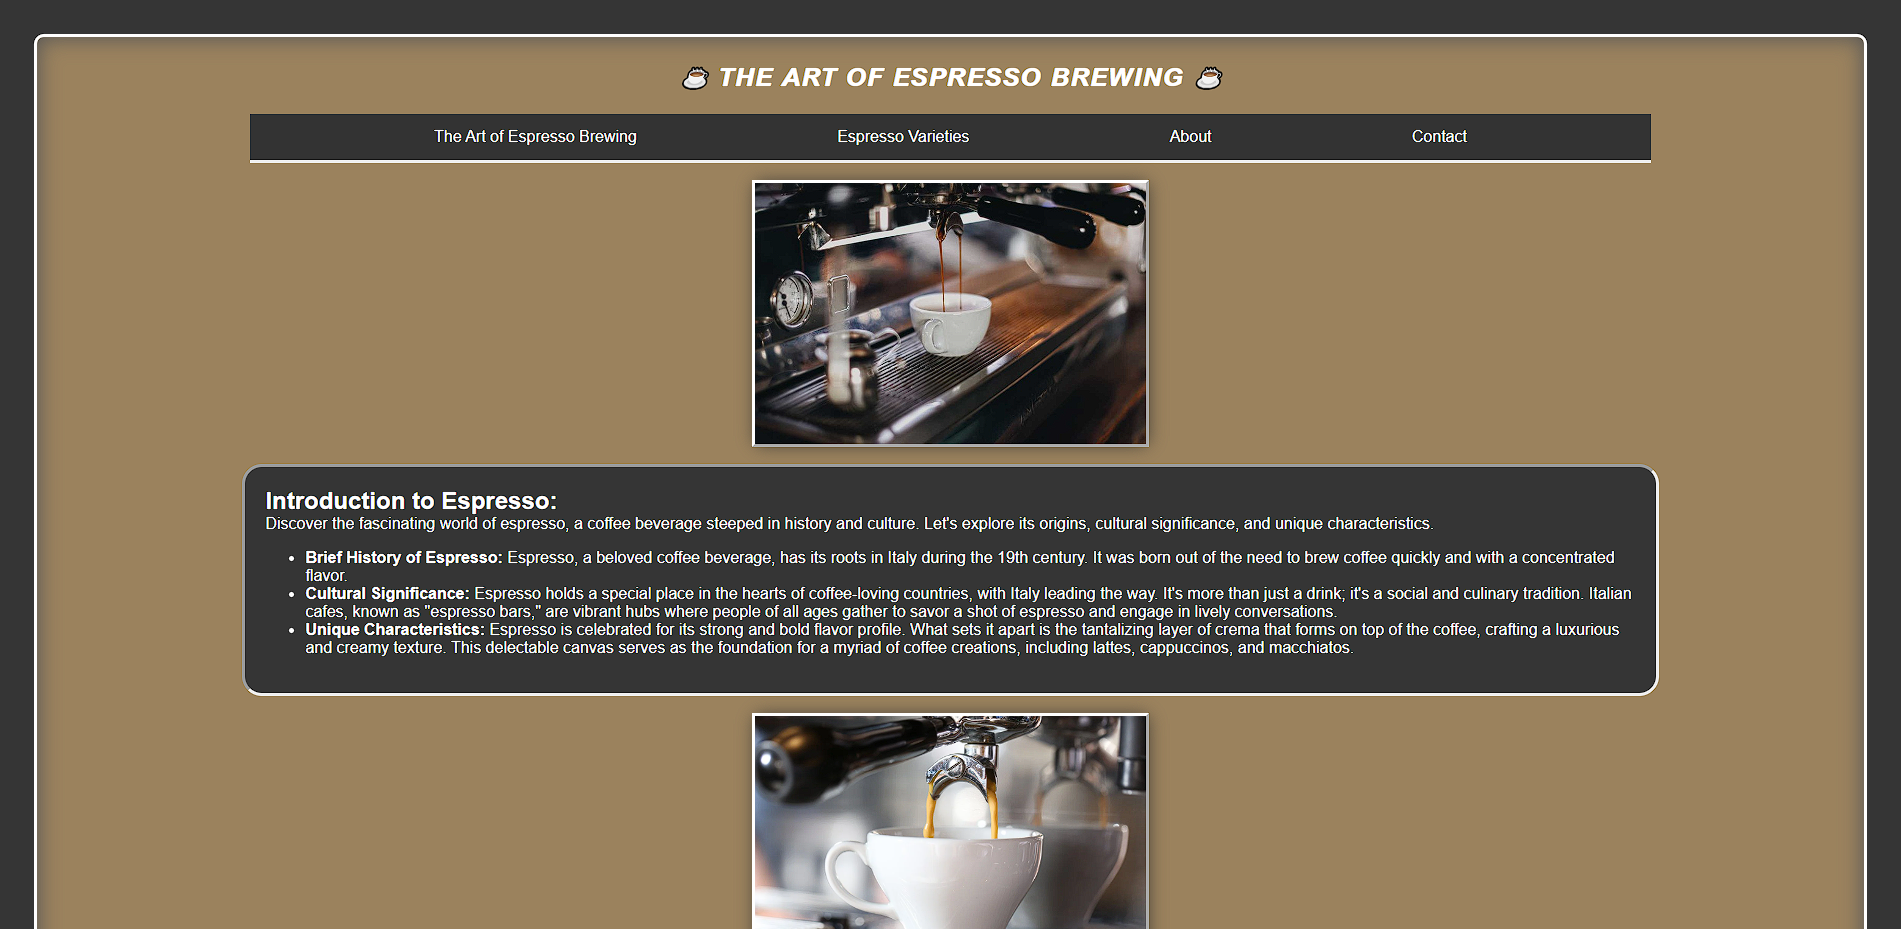 ☕ THE ART OF ESPRESSO BREWING ☕
The Art of Espresso Brewing
Espresso Varieties
About
Contact
Introduction to Espresso:
Discover the fascinating world of espresso, a coffee beverage steeped in history and culture. Let's explore its origins, cultural significance, and unique characteristics.
• Brief History of Espresso: Espresso, a beloved coffee beverage, has its roots in Italy during the 19th century. It was born out of the need to brew coffee quickly and with a concentrated
flavor.
• Cultural Significance: Espresso holds a special place in the hearts of coffee-loving countries, with Italy leading the way. It's more than just a drink; it's a social and culinary tradition. Italian
cafes, known as "espresso bars," are vibrant hubs where people of all ages gather to savor a shot of espresso and engage in lively conversations.
• Unique Characteristics: Espresso is celebrated for its strong and bold flavor profile. What sets it apart is the tantalizing layer of crema that forms on top of the coffee, crafting a luxurious
and creamy texture. This delectable canvas serves as the foundation for a myriad of coffee creations, including lattes, cappuccinos, and macchiatos.